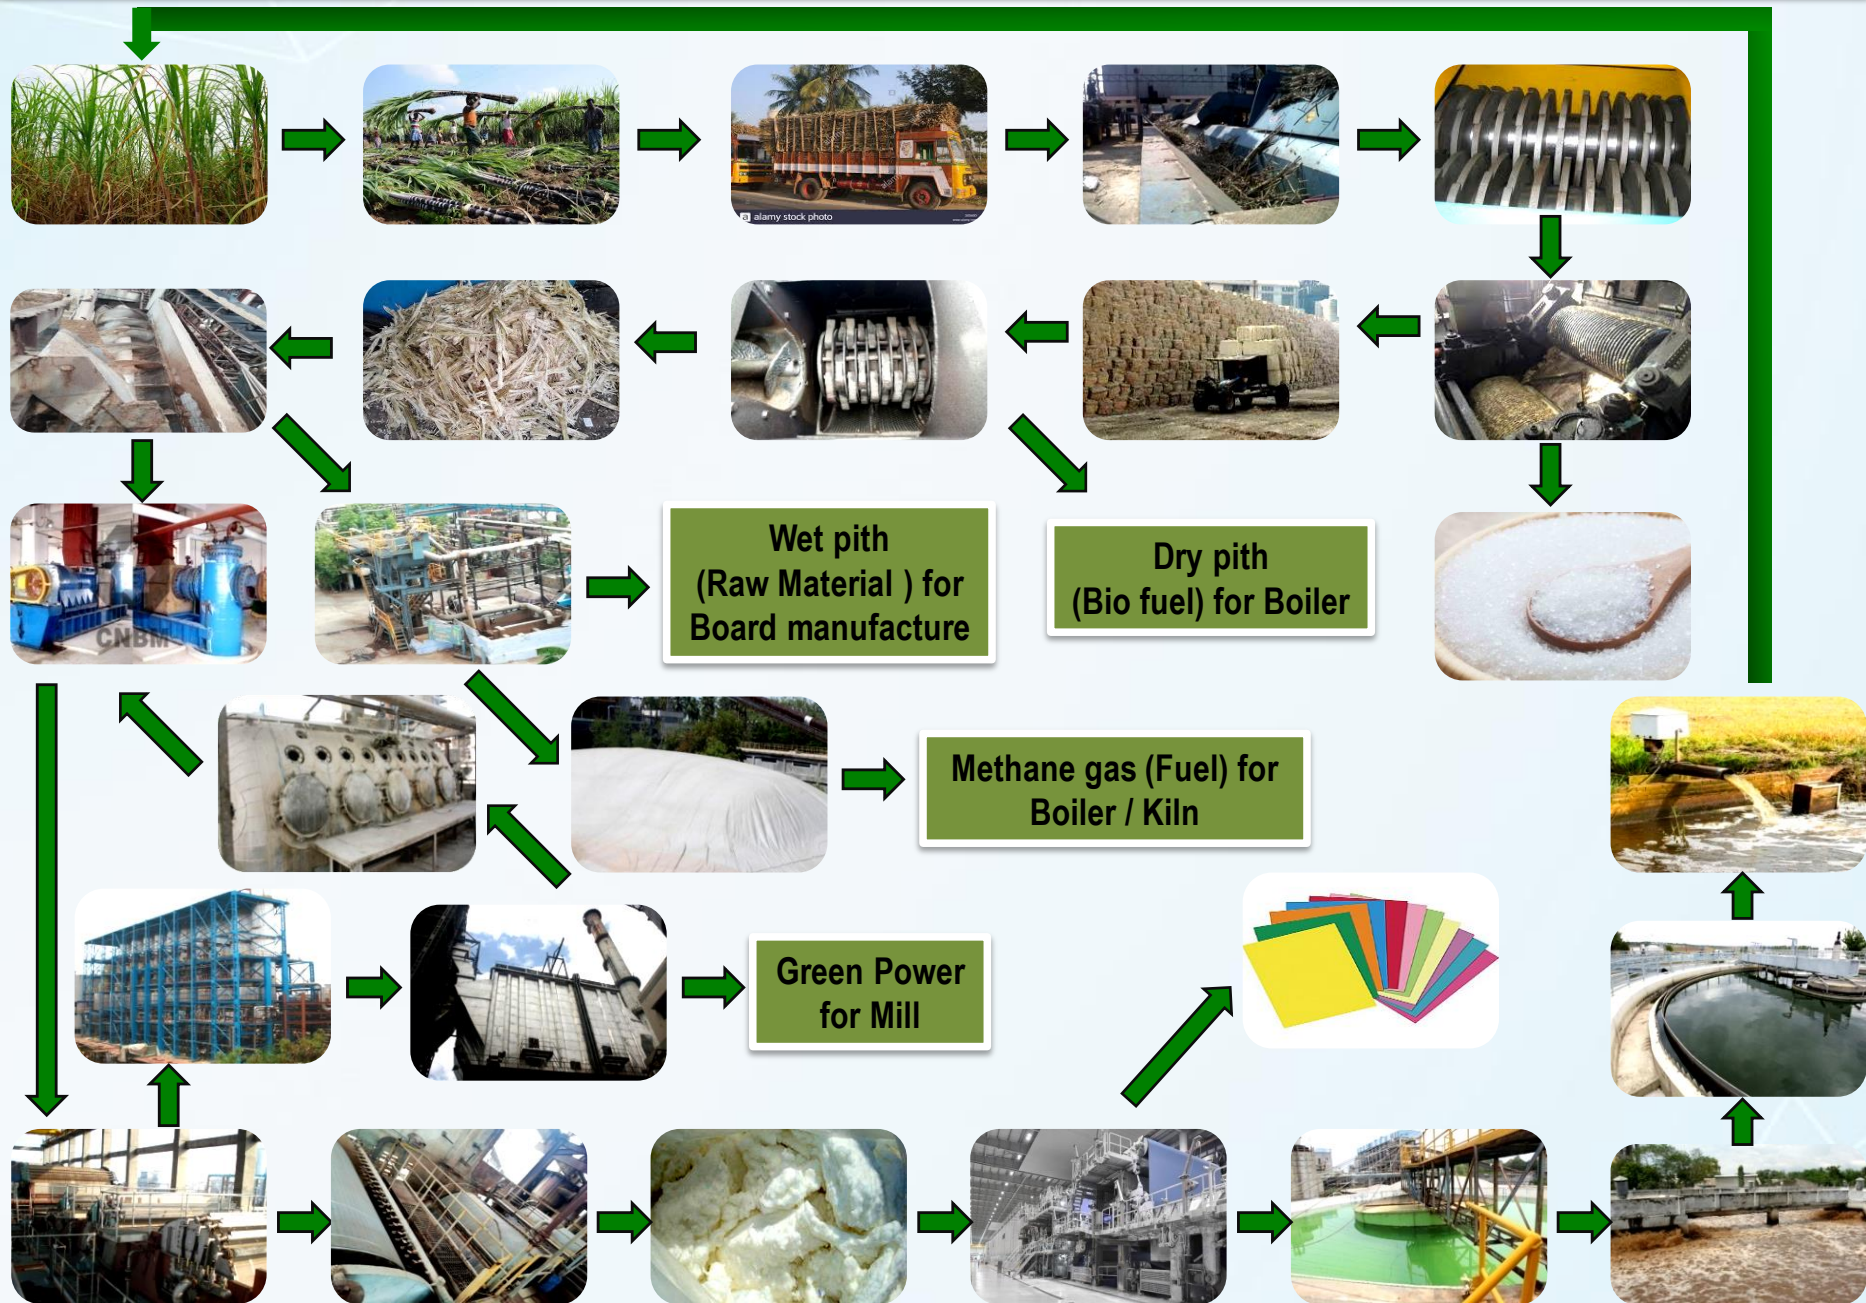 a alamy stock photo
Wet pith
(Raw Material ) for
Board manufacture
Dry pith
(Bio fuel) for Boiler
CNBM
Methane gas (Fuel) for
Boiler / Kiln
Green Power
for Mill